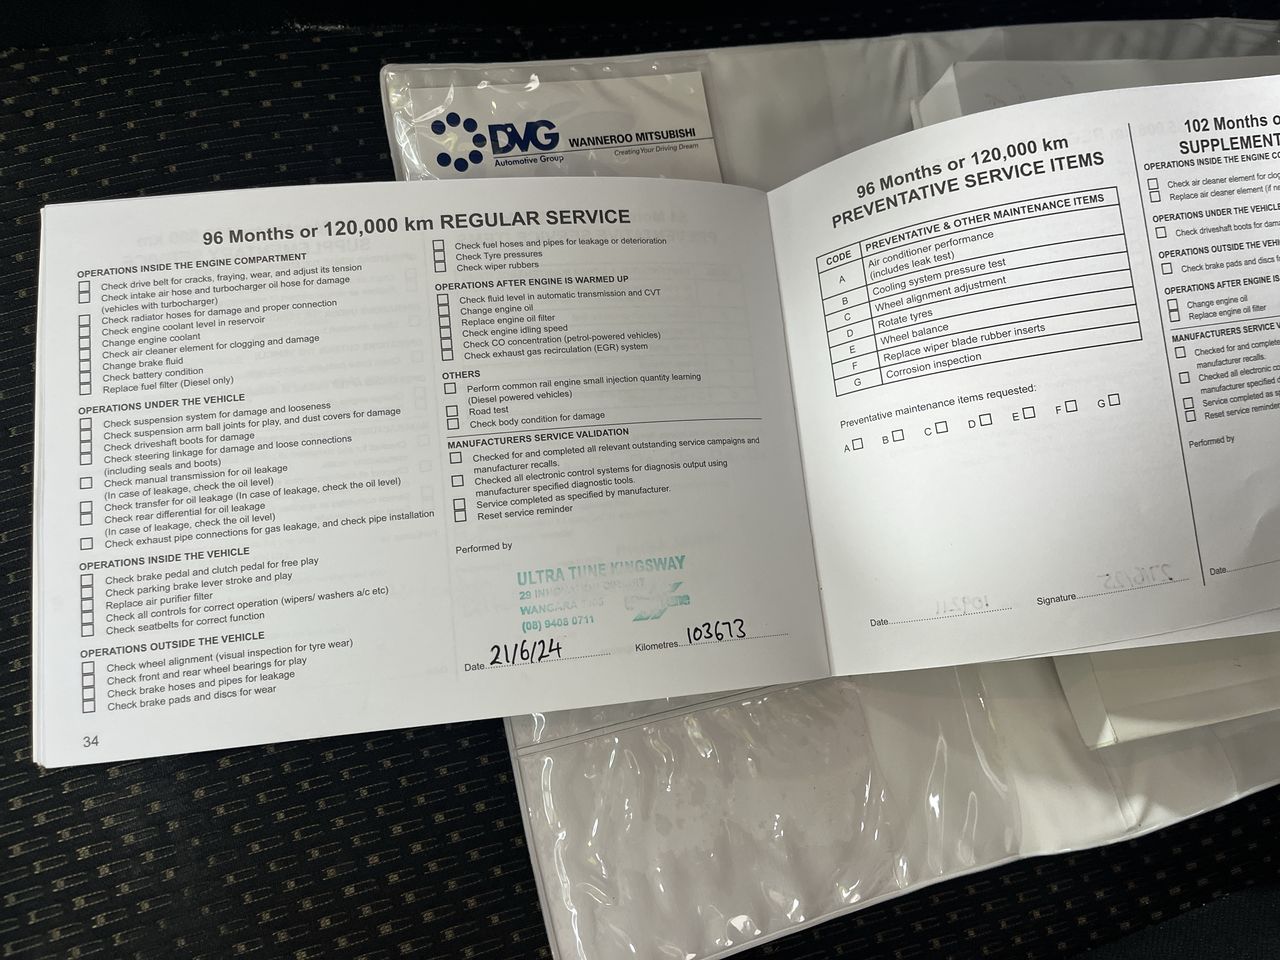 DVG
Automotive Group
WANNEROO MITSUBISHI
Creating Your Driving Dream
96 Months or 120,000 km REGULAR SERVICE
OPERATIONS INSIDE THE ENGINE COMPARTMENT
Check drive belt for cracks, fraying, wear, and adjust its tension
Check intake air hose and turbocharger oil hose for damage
(vehicles with turbocharger)
Check radiator hoses for damage and proper connection
Check engine coolant level in reservoir
Change engine coolant
Check air cleaner element for clogging and damage
Change brake fluid
Check battery condition
Replace fuel filter (Diesel only)
OPERATIONS UNDER THE VEHICLE
Check suspension system for damage and looseness
Check suspension arm ball joints for play, and dust covers for damage
Check driveshaft boots for damage
Check steering linkage for damage and loose connections
(including seals and boots)
Check manual transmission for oil leakage
(In case of leakage, check the oil level)
Check transfer for oil leakage (In case of leakage, check the oil level)
Check rear differential for oil leakage
(In case of leakage, check the oil level)
Check exhaust pipe connections for gas leakage, and check pipe installation
OPERATIONS INSIDE THE VEHICLE
Check brake pedal and clutch pedal for free play
Check parking brake lever stroke and play
Replace air purifier filter
Check all controls for correct operation (wipers/ washers a/c etc)
Check seatbelts for correct function
OPERATIONS OUTSIDE THE VEHICLE
Check wheel alignment (visual inspection for tyre wear)
Check front and rear wheel bearings for play
Check brake hoses and pipes for leakage
Check brake pads and discs for wear
34
Check fuel hoses and pipes for leakage or deterioration
Check Tyre pressures
Check wiper rubbers
OPERATIONS AFTER ENGINE IS WARMED UP
Check fluid level in automatic transmission and CVT
Change engine oil
Replace engine oil filter
Check engine idling speed
Check CO concentration (petrol-powered vehicles)
Check exhaust gas recirculation (EGR) system
OTHERS
Perform common rail engine small injection quantity learning
(Diesel powered vehicles)
Road test
Check body condition for damage
MANUFACTURERS SERVICE VALIDATION
Checked for and completed all relevant outstanding service campaigns and
manufacturer recalls.
Checked all electronic control systems for diagnosis output using
manufacturer specified diagnostic tools.
Service completed as specified by manufacturer.
Reset service reminder
Performed by
ULTRA TUNE KINGSWAY
29
WANGARA
(08) 9408 0711
Date 21/6/24 Kilometres 103673
96 Months or 120,000 km
PREVENTATIVE SERVICE ITEMS
CODE PREVENTATIVE & OTHER MAINTENANCE ITEMS
A Air conditioner performance
(includes leak test)
B Cooling system pressure test
C Wheel alignment adjustment
D Rotate tyres
E Wheel balance
F Replace wiper blade rubber inserts
G Corrosion inspection
Preventative maintenance items requested:
A B C D E F G
Date Signature
102 Months o
SUPPLEMENT
OPERATIONS INSIDE THE ENGINE CO
Check air cleaner element for clog
Replace air cleaner element (if ne
OPERATIONS UNDER THE VEHICLE
Check driveshaft boots for dama
OPERATIONS OUTSIDE THE VEHI
Check brake pads and discs f
OPERATIONS AFTER ENGINE IS
Change engine oil
Replace engine oil filter
MANUFACTURERS SERVICE V
Checked for and complete
manufacturer recalls.
Checked all electronic con
manufacturer specified di
Service completed as sp
Reset service reminder
Performed by
Date